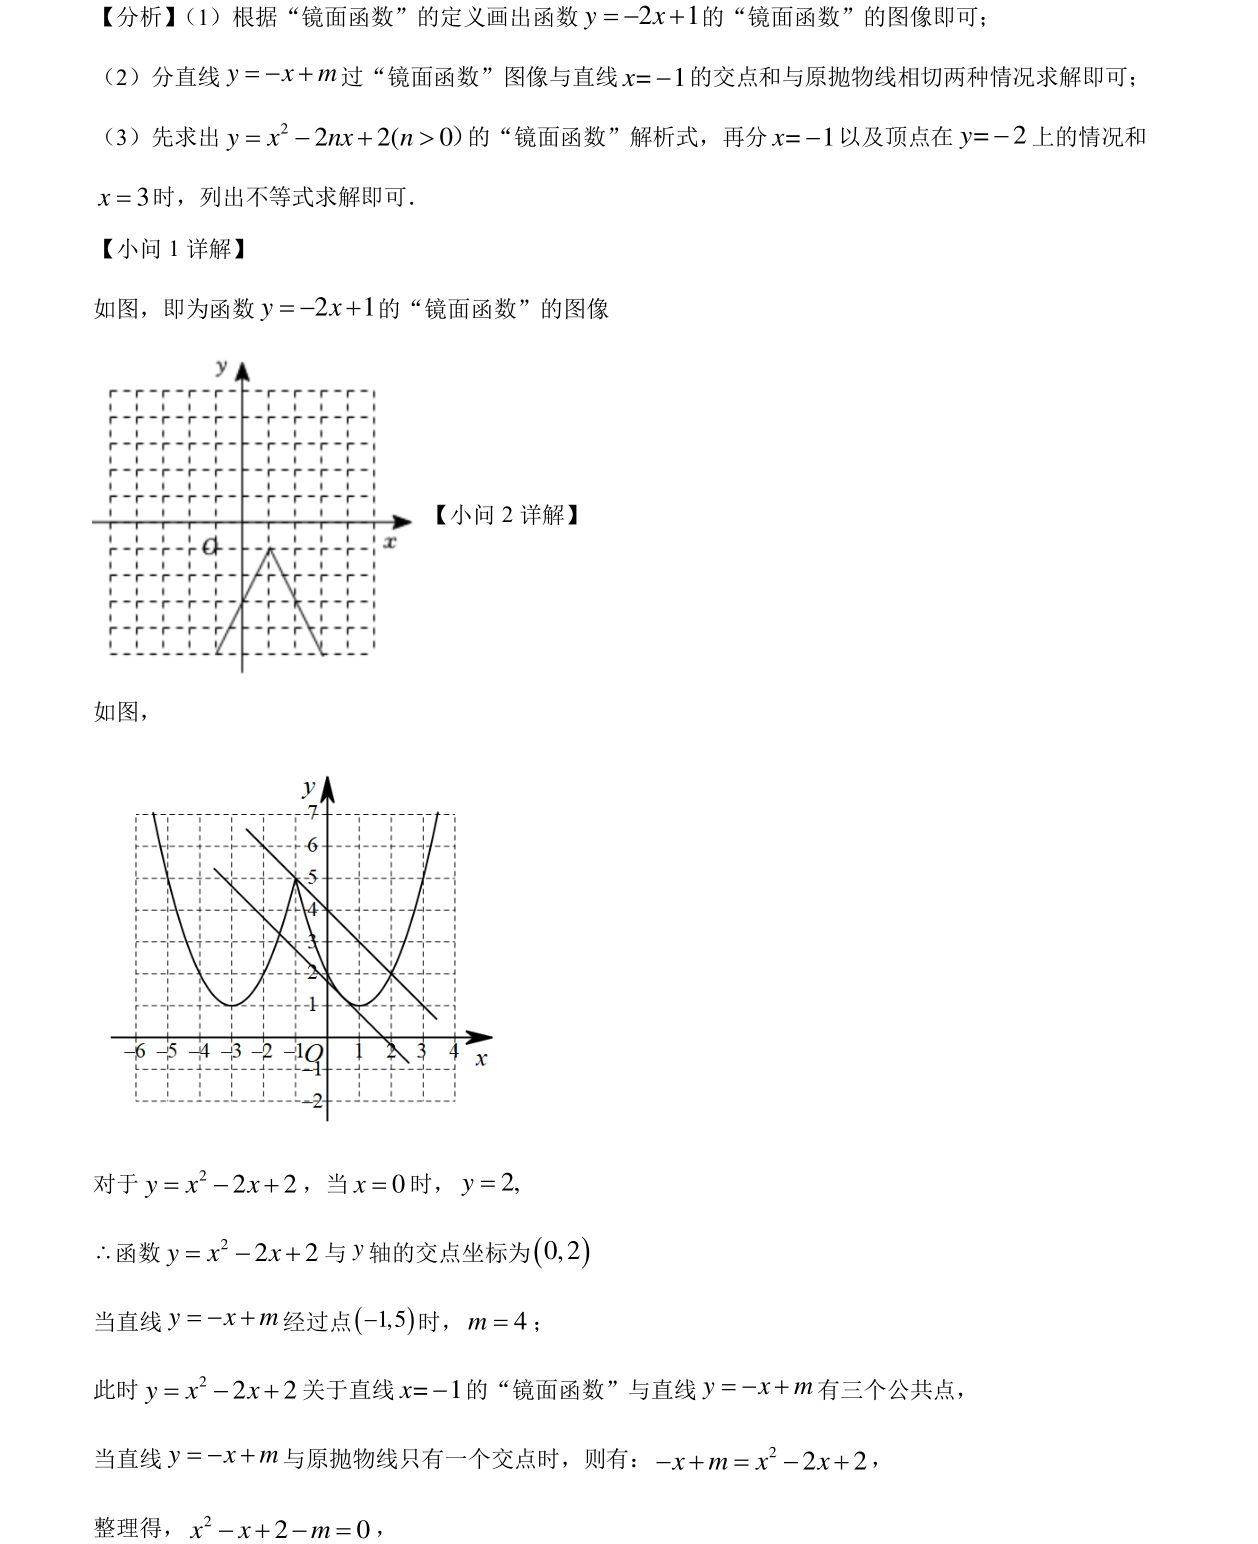 【分析】（1）根据“镜面函数”的定义画出函数 y = −2x+1 的“镜面函数”的图像即可；
（2）分直线 y = −x + m 过“镜面函数”图像与直线 x= −1 的交点和与原抛物线相切两种情况求解即可；
（3）先求出 y = x² − 2nx + 2(n > 0) 的“镜面函数”解析式，再分 x= −1 以及顶点在 y= −2 上的情况和
x = 3 时，列出不等式求解即可．
【小问 1 详解】
如图，即为函数 y = −2x+1 的“镜面函数”的图像
y
O
x
【小问 2 详解】
如图，
y
7
6
5
4
3
2
1
−6 −5 −4 −3 −2 −1 O 1 2 3 4 x
−1
−2
对于 y = x² − 2x + 2，当 x = 0 时， y = 2,
∴函数 y = x² − 2x + 2 与 y 轴的交点坐标为 (0, 2)
当直线 y = −x + m 经过点 (−1,5) 时， m = 4；
此时 y = x² − 2x + 2 关于直线 x= −1 的“镜面函数”与直线 y = −x + m 有三个公共点，
当直线 y = −x + m 与原抛物线只有一个交点时，则有： −x + m = x² − 2x + 2，
整理得， x² − x + 2 − m = 0，